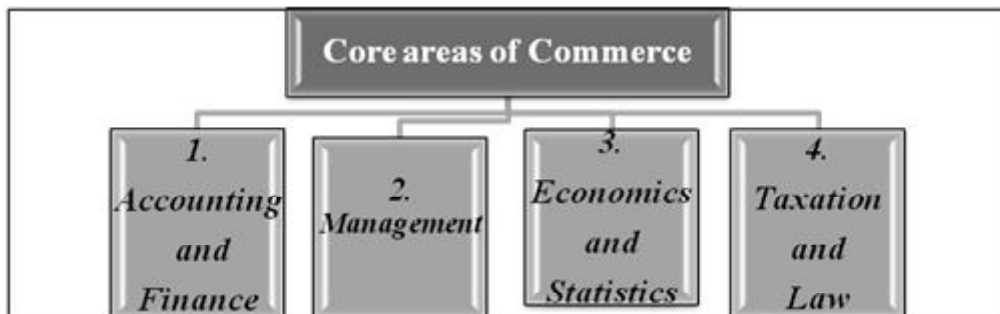 Core areas of Commerce
1.
Accounting
and
Finance
2.
Management
3.
Economics
and
Statistics
4.
Taxation
and
Law